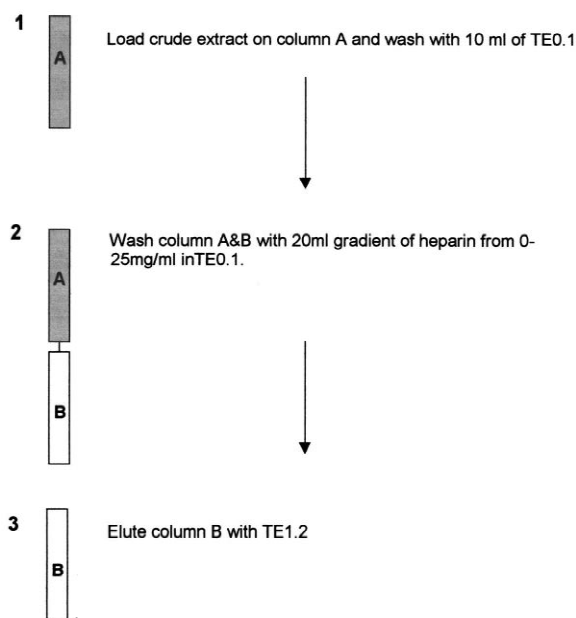 1
A
Load crude extract on column A and wash with 10 ml of TE0.1
2
Wash column A&B with 20ml gradient of heparin from 0-
25mg/ml inTE0.1.
A
B
3
Elute column B with TE1.2
B